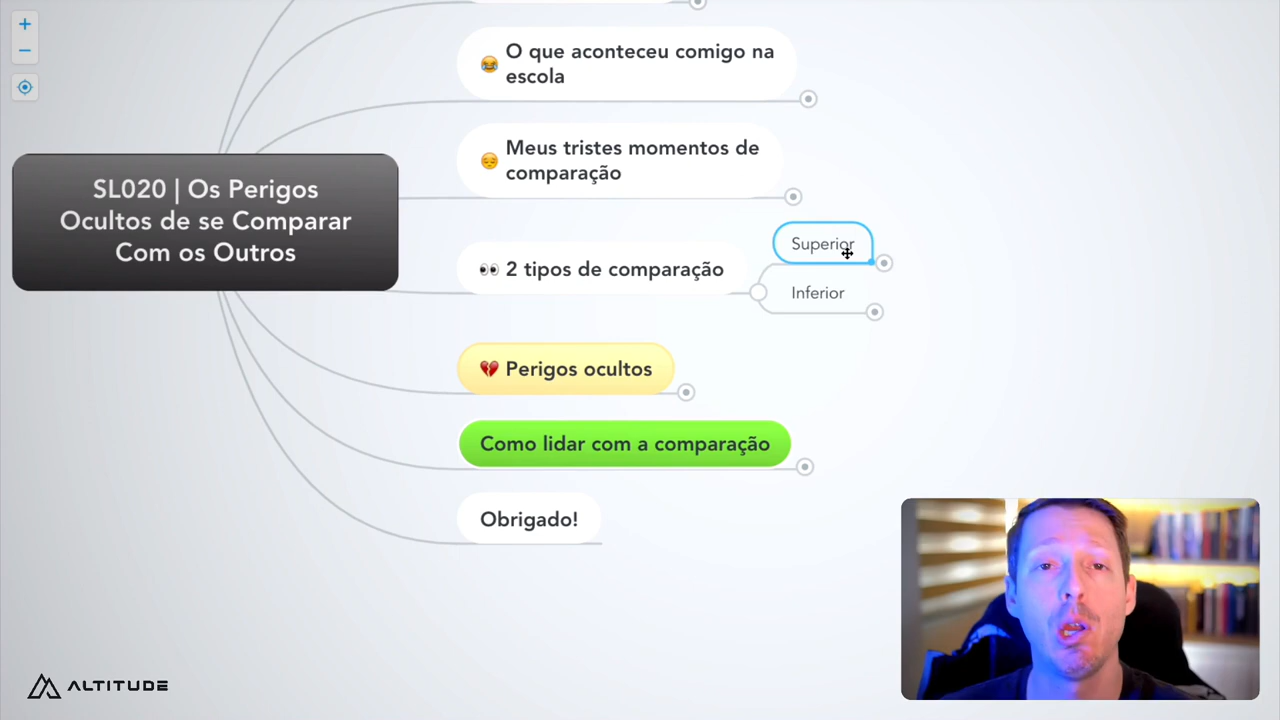 O que aconteceu comigo na
escola
Meus tristes momentos de
comparação
SL020 | Os Perigos
Ocultos de se Comparar
Com os Outros
2 tipos de comparação
Superior
Inferior
Perigos ocultos
Como lidar com a comparação
Obrigado!
ALTITUDE